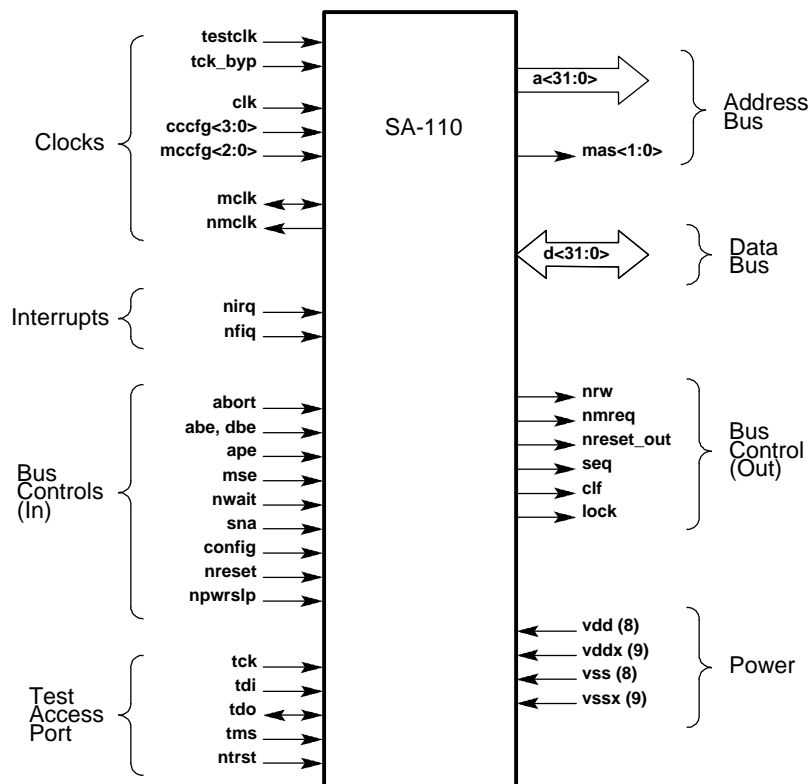 Clocks
testclk
tck_byp
clk
cccfg<3:0>
mccfg<2:0>
mclk
nmclk
Interrupts
nirq
nfiq
Bus
Controls
(In)
abort
abe, dbe
ape
mse
nwait
sna
config
nreset
npwrslp
Test
Access
Port
tck
tdi
tdo
tms
ntrst
SA-110
a<31:0>
mas<1:0>
Address
Bus
d<31:0>
Data
Bus
nrw
nmreq
nreset_out
seq
clf
lock
Bus
Control
(Out)
vdd (8)
vddx (9)
vss (8)
vssx (9)
Power